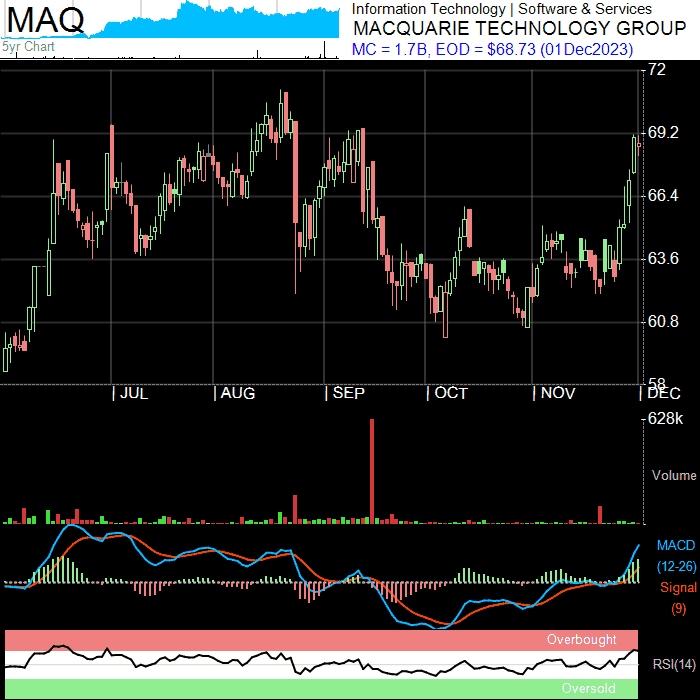 MAQ
5yr Chart
Information Technology | Software & Services
MACQUARIE TECHNOLOGY GROUP
MC = 1.7B, EOD = $68.73 (01Dec2023)
72
69.2
66.4
63.6
60.8
58
JUL
AUG
SEP
OCT
NOV
DEC
628k
Volume
MACD
(12-26)
Signal
(9)
Overbought
RSI(14)
Oversold